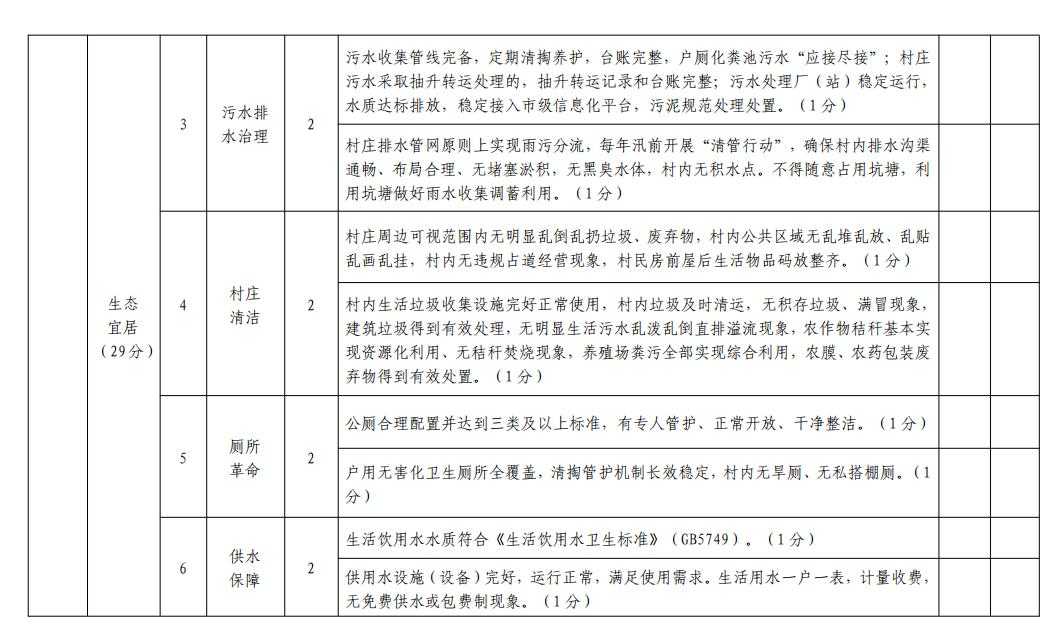 生态
宜居
（29分）
3
污水排
水治理
2
污水收集管线完备，定期清掏养护，台账完整，户厕化粪池污水“应接尽接”；村庄
污水采取抽升转运处理的，抽升转运记录和台账完整；污水处理厂（站）稳定运行，
水质达标排放，稳定接入市级信息化平台，污泥规范处理处置。（1分）
村庄排水管网原则上实现雨污分流，每年汛前开展“清管行动”，确保村内排水沟渠
通畅、布局合理、无堵塞淤积，无黑臭水体，村内无积水点。不得随意占用坑塘，利
用坑塘做好雨水收集调蓄利用。（1分）
4
村庄
清洁
2
村庄周边可视范围内无明显乱倒乱扔垃圾、废弃物，村内公共区域无乱堆乱放、乱贴
乱画乱挂，村内无违规占道经营现象，村民房前屋后生活物品码放整齐。（1分）
村内生活垃圾收集设施完好正常使用，村内垃圾及时清运，无积存垃圾、满冒现象，
建筑垃圾得到有效处理，无明显生活污水乱泼乱倒直排溢流现象，农作物秸秆基本实
现资源化利用、无秸秆焚烧现象，养殖场粪污全部实现综合利用，农膜、农药包装废
弃物得到有效处置。（1分）
5
厕所
革命
2
公厕合理配置并达到三类及以上标准，有专人管护、正常开放、干净整洁。（1分）
户用无害化卫生厕所全覆盖，清掏管护机制长效稳定，村内无旱厕、无私搭棚厕。（1
分）
6
供水
保障
2
生活饮用水水质符合《生活饮用水卫生标准》（GB5749）。（1分）
供用水设施（设备）完好，运行正常，满足使用需求。生活用水一户一表，计量收费，
无免费供水或包费制现象。（1分）